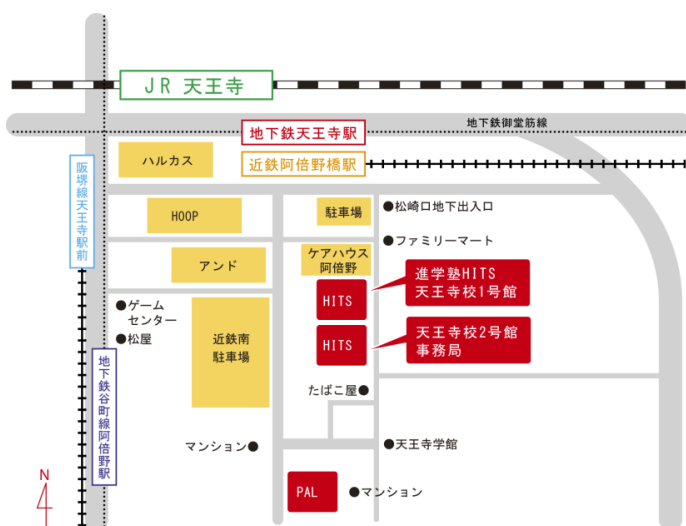 JR 天王寺
地下鉄天王寺駅
地下鉄御堂筋線
ハルカス
近鉄阿倍野橋駅
阪堺線天王寺駅前
HOOP
駐車場
●松崎口地下出入口
●ファミリーマート
アンド
ケアハウス
阿倍野
進学塾HITS
天王寺校1号館
HITS
●ゲーム
センター
●松屋
近鉄南
駐車場
HITS
天王寺校2号館
事務局
地下鉄谷町線阿倍野駅
たばこ屋●
マンション●
●天王寺学館
N
PAL
●マンション